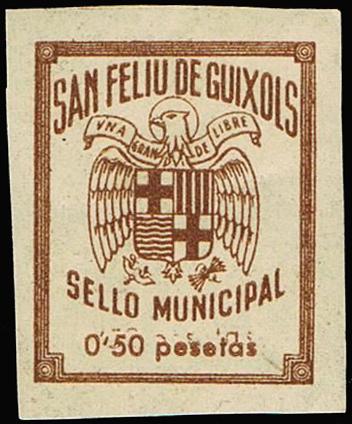 SAN FELIU DE GUIXOLS
VNA GRANDE LIBRE
SELLO MUNICIPAL
0'50 pesetas